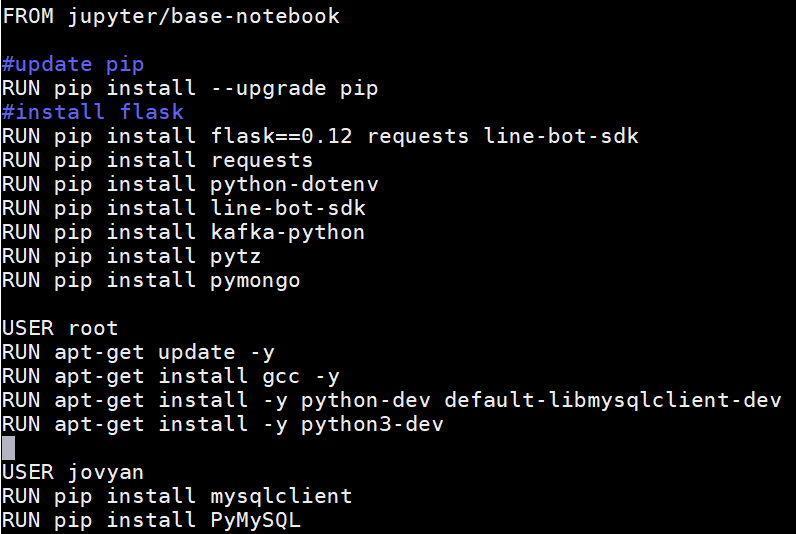 FROM jupyter/base-notebook
#update pip
RUN pip install --upgrade pip
#install flask
RUN pip install flask==0.12 requests line-bot-sdk
RUN pip install requests
RUN pip install python-dotenv
RUN pip install line-bot-sdk
RUN pip install kafka-python
RUN pip install pytz
RUN pip install pymongo
USER root
RUN apt-get update -y
RUN apt-get install gcc -y
RUN apt-get install -y python-dev default-libmysqlclient-dev
RUN apt-get install -y python3-dev
USER jovyan
RUN pip install mysqlclient
RUN pip install PyMySQL